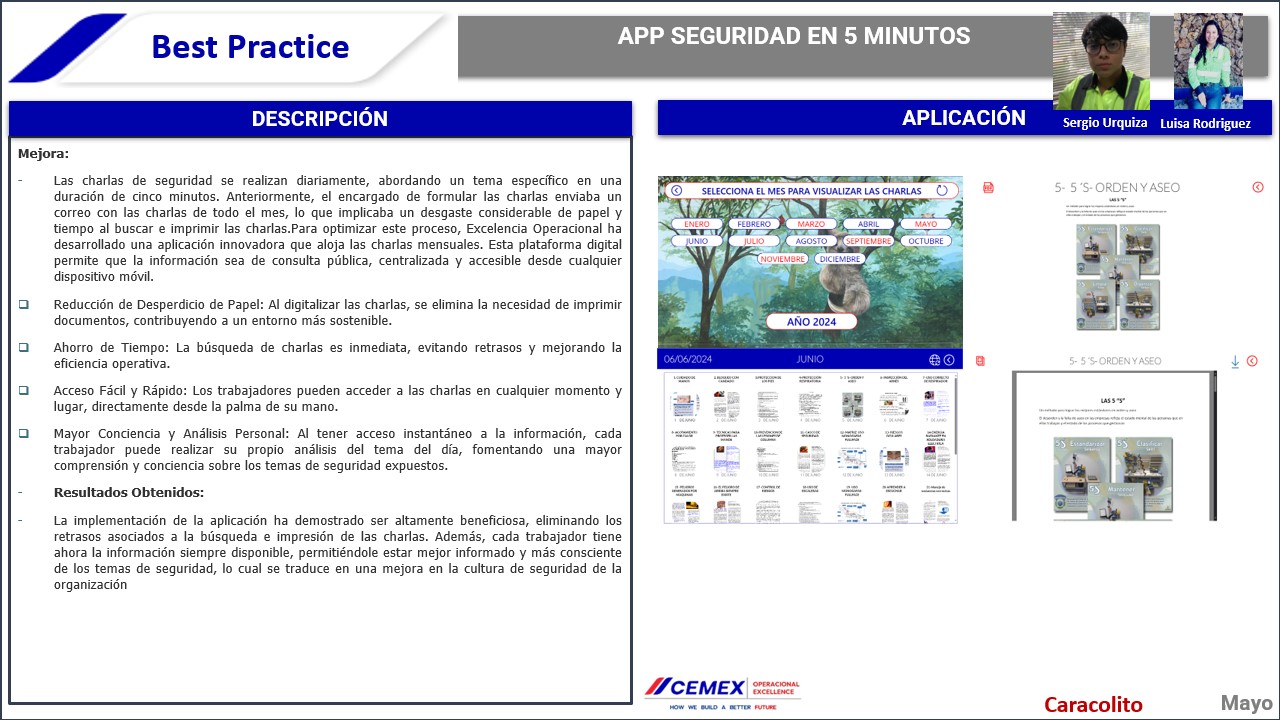 Best Practice
APP SEGURIDAD EN 5 MINUTOS
DESCRIPCIÓN
Mejora:
- Las charlas de seguridad se realizan diariamente, abordando un tema específico en una
duración de cinco minutos. Anteriormente, el encargado de formular las charlas enviaba un
correo con las charlas de todo el mes, lo que implicaba un gaste considerable de papel y
tiempo en buscar e imprimir las charlas.Para optimizar este proceso, Excelencia Operacional ha
desarrollado una aplicación innovadora que aloja las charlas mensuales. Esta plataforma digital
permite que la información sea de consulta pública, centralizada y accesible desde cualquier
dispositivo móvil.
❑ Reducción de Desperdicio de Papel: Al digitalizar las charlas, se elimina la necesidad de imprimir
documentos, contribuyendo a un entorno más sostenible.
❑ Ahorro de Tiempo: La búsqueda de charlas es inmediata, evitando retrasos y mejorando la
eficiencia operativa.
Acceso Fácil y Rápido: Los trabajadores pueden acceder a las charlas en cualquier momento y
lugar, directamente desde la palma de su mano.
Mayor Conciencia y Análisis Personal: Al tener acceso instantáneo a la información, cada
trabajador puede realizar su propio análisis del tema del día, fomentando una mayor
comprensión y conciencia sobre los temas de seguridad expuestos.
Resultados Obtenidos:
La implementación de la aplicación ha demostrado ser altamente beneficiosa, eliminando los
retrasos asociados a la búsqueda e impresión de las charlas. Además, cada trabajador tiene
ahora la información siempre disponible, permitiéndole estar mejor informado y más consciente
de los temas de seguridad, lo cual se traduce en una mejora en la cultura de seguridad de la
organización
APLICACIÓN
Sergio Urquiza Luisa Rodriguez
SELECCIONA EL MES PARA VISUALIZAR LAS CHARLAS
ENERO FEBRERO MARZO ABRIL MAYO
JUNIO JULIO AGOSTO SEPTIEMBRE OCTUBRE
NOVIEMBRE DICIEMBRE
AÑO 2024
06/06/2024 JUNIO
5- 5 ´S- ORDEN Y ASEO
LAS 5 "S"
5- 5 ´S- ORDEN Y ASEO
LAS 5 "S"
Estandarizar
Clasificar
Mantener
CEMEX OPERACIONAL
EXCELLENCE
HOW WE BUILD A BETTER FUTURE
Caracolito
Mayo